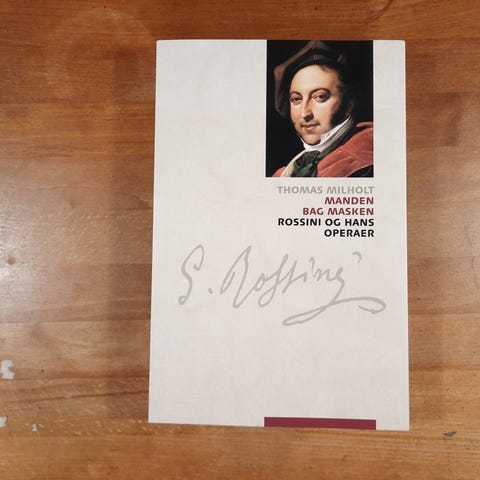 THOMAS MILHOLT
MANDEN
BAG MASKEN
ROSSINI OG HANS
OPERAER
G. Rossini